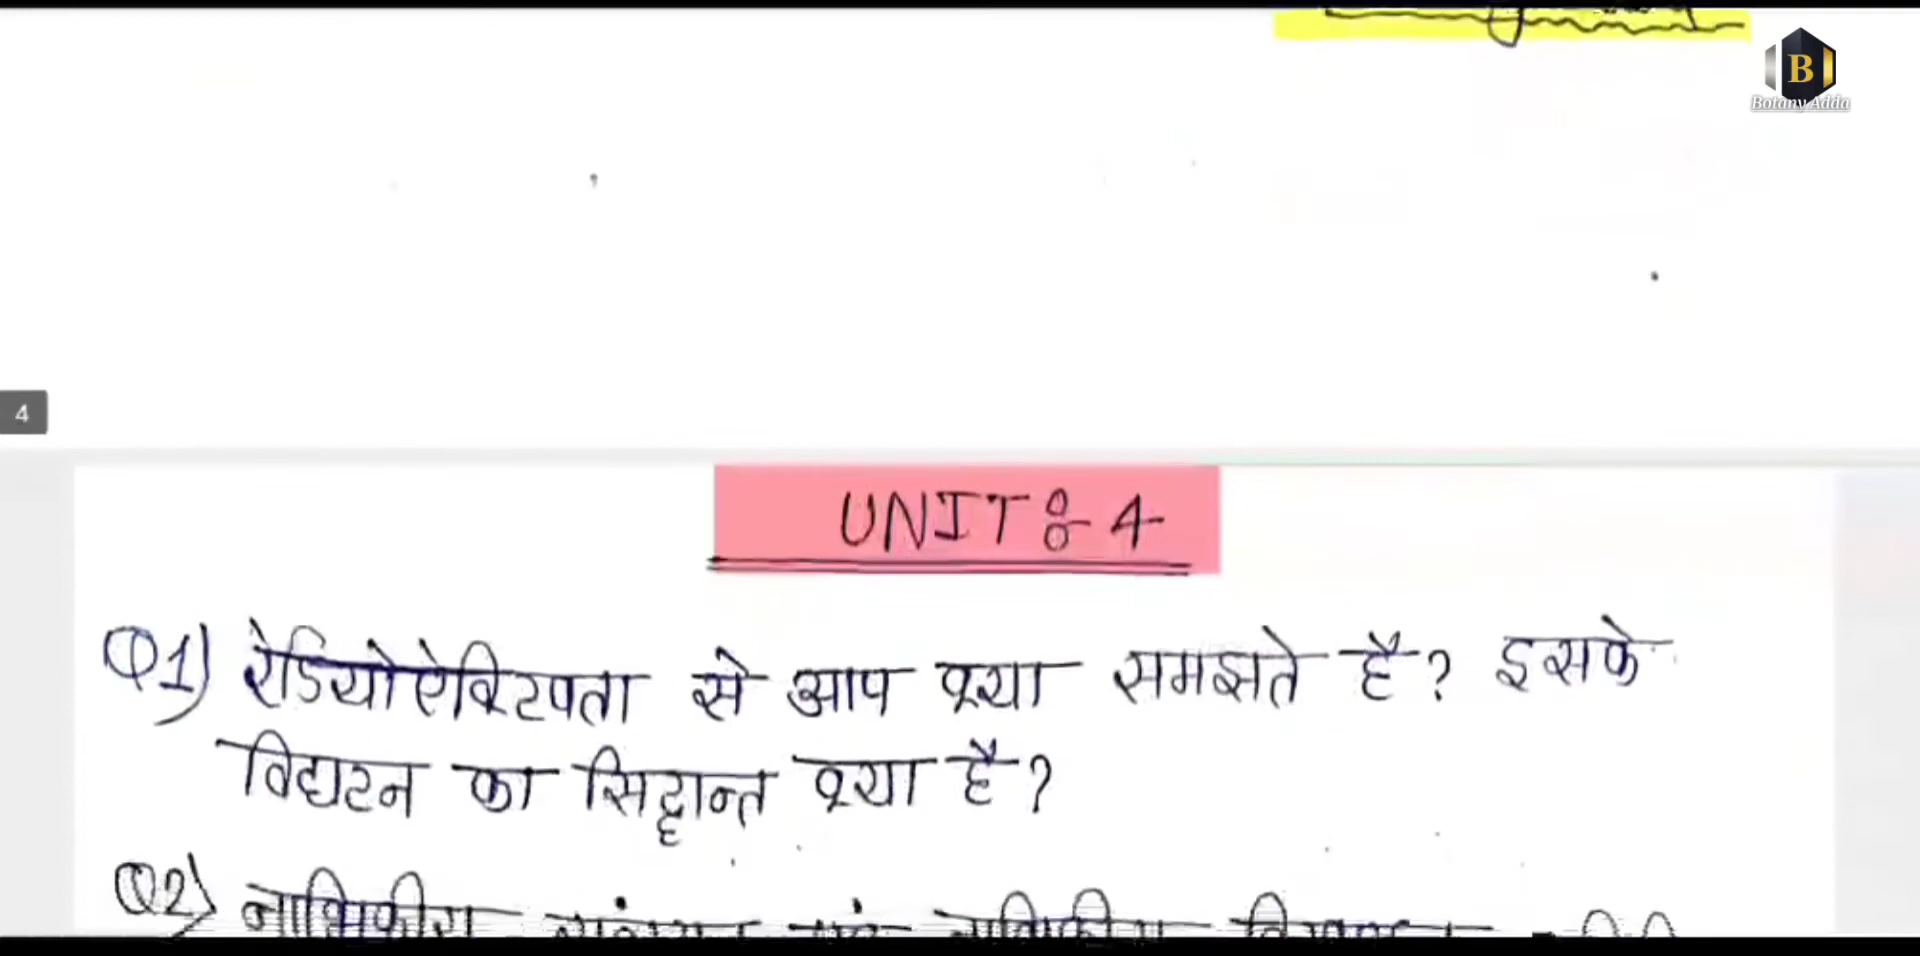 B
Botany Adda
4
UNIT :- 4
Q1) रेडियोऐक्टिवता से आप क्या समझते है? इसके
विघटन का सिद्धान्त क्या है?
Q2) नाभिकीय